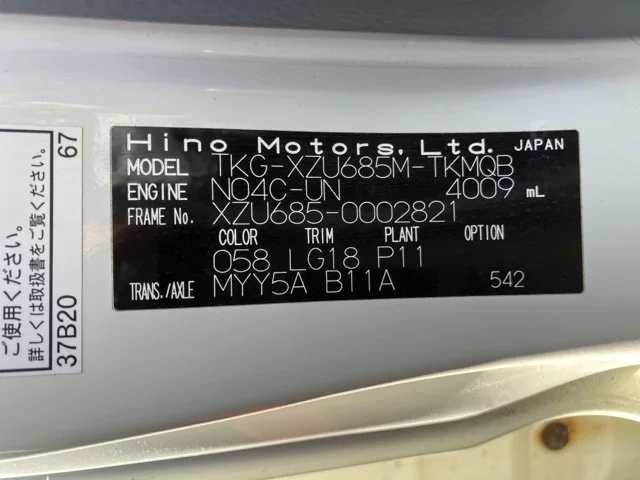 Hino Motors, Ltd. JAPAN
MODEL TKG-XZU685M-TKMQB
ENGINE N04C-UN 4009 mL
FRAME No. XZU685-0002821
COLOR TRIM PLANT OPTION
058 LG18 P11
TRANS./AXLE MYY5A B11A 542
ご使用ください。
詳しくは取扱書をご覧ください。
37B20 67